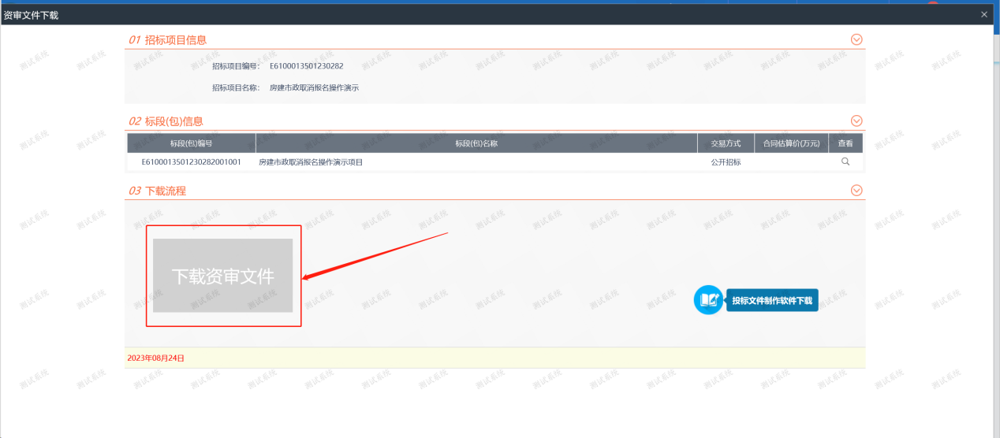 资审文件下载
01 招标项目信息
招标项目编号： E6100013501230282
招标项目名称： 房建市政取消报名操作演示
02 标段(包)信息
标段(包)编号 标段(包)名称 交易方式 合同估算价(万元) 查看
E6100013501230282001001 房建市政取消报名操作演示项目 公开招标
03 下载流程
下载资审文件
投标文件制作软件下载
2023年08月24日
测试系统